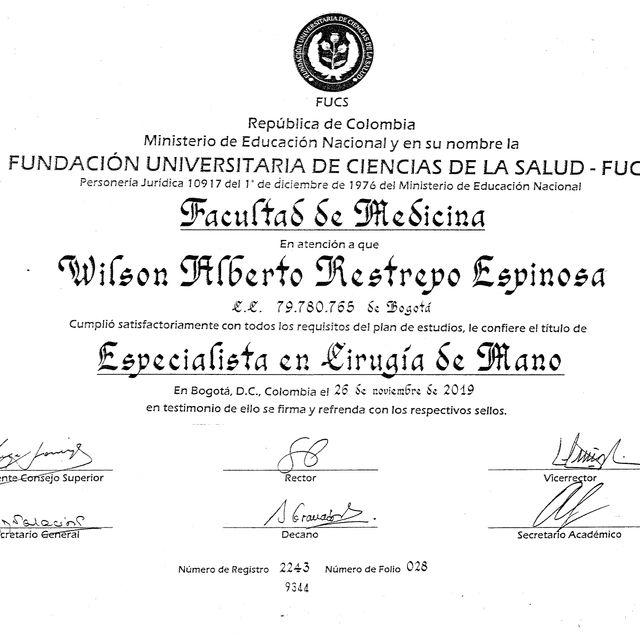 FUNDACIÓN UNIVERSITARIA DE CIENCIAS DE LA SALUD
FUCS
República de Colombia
Ministerio de Educación Nacional y en su nombre la
FUNDACIÓN UNIVERSITARIA DE CIENCIAS DE LA SALUD - FUC
Personería Jurídica 10917 del 1° de diciembre de 1976 del Ministerio de Educación Nacional
Facultad de Medicina
En atención a que
Wilson Alberto Restrepo Espinosa
C.C. 79.780.765 de Bogotá
Cumplió satisfactoriamente con todos los requisitos del plan de estudios, le confiere el título de
Especialista en Cirugía de Mano
En Bogotá, D.C., Colombia el 26 de noviembre de 2019
en testimonio de ello se firma y refrenda con los respectivos sellos.
nte Consejo Superior Rector Vicerrector
cretario General Decano Secretario Académico
Número de Registro 2243 Número de Folio 028
9344